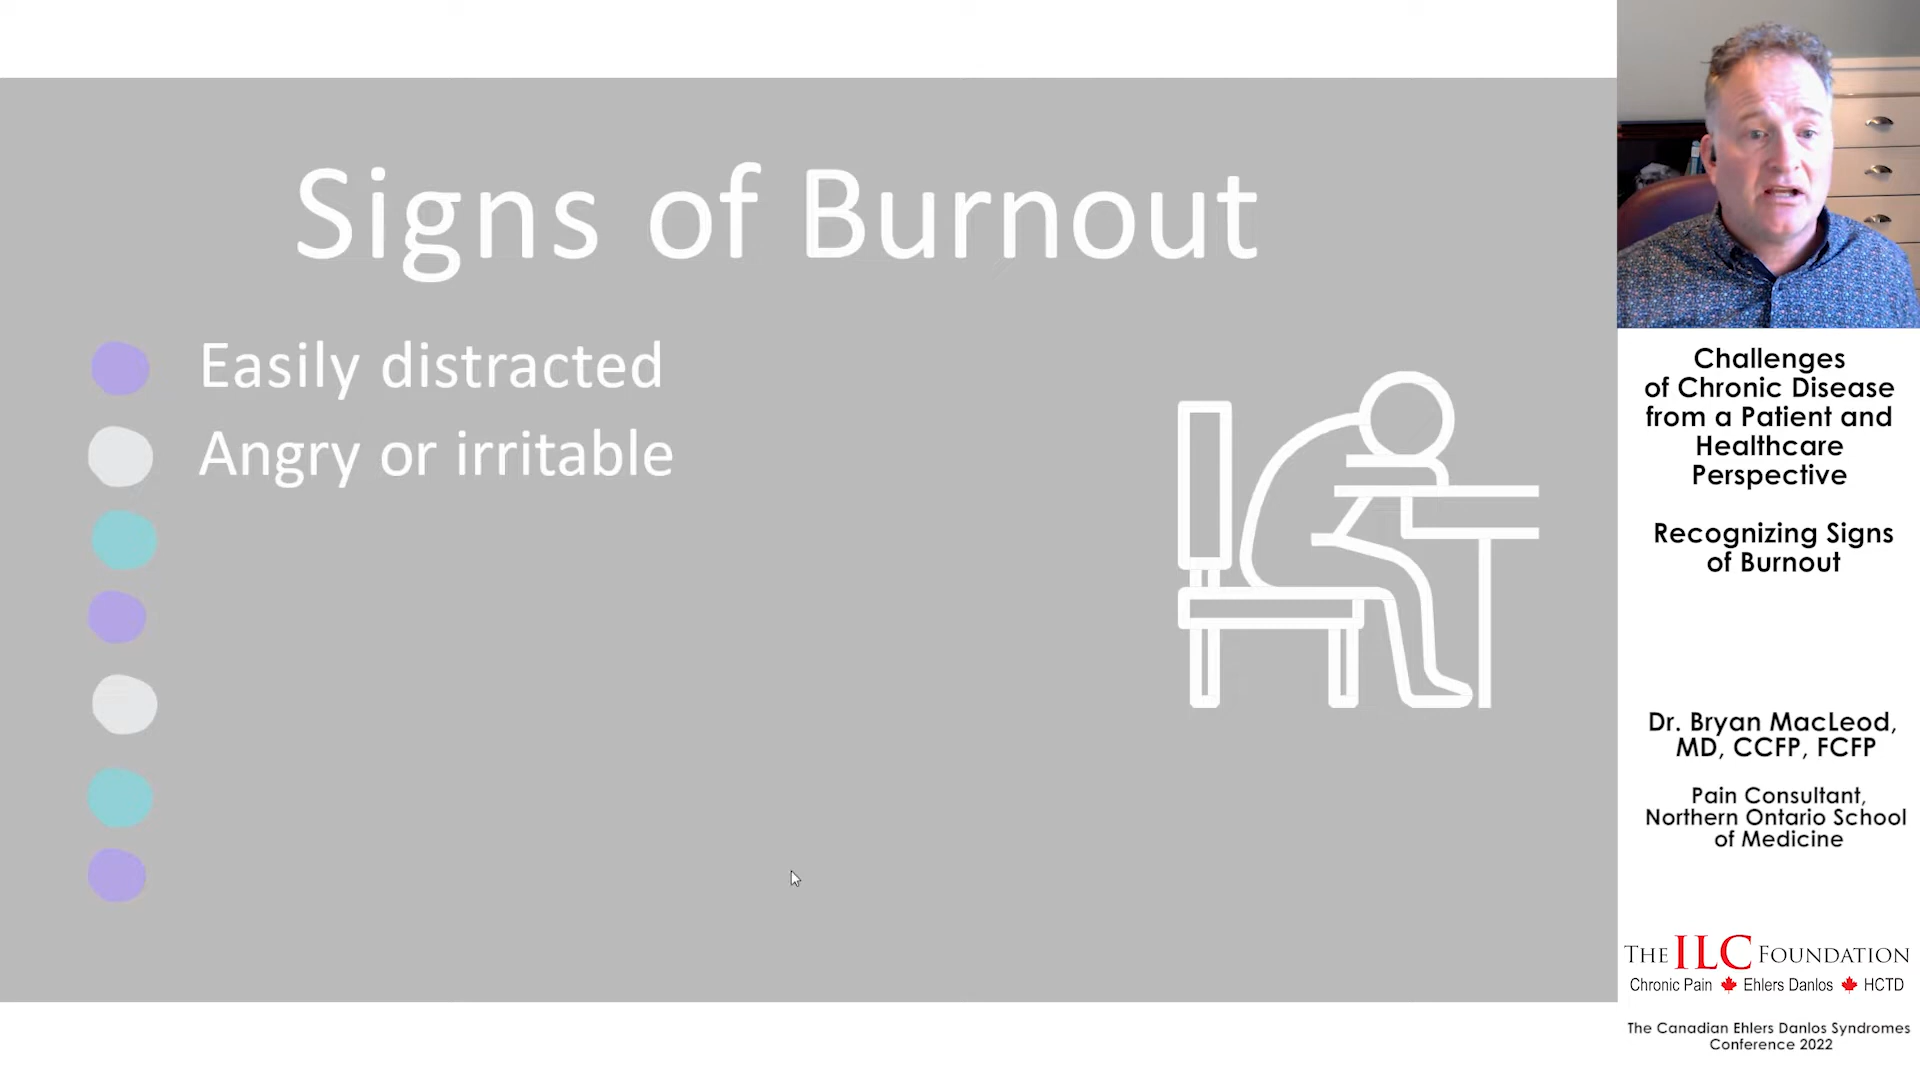 Signs of Burnout
Easily distracted
Angry or irritable
Challenges
of Chronic Disease
from a Patient and
Healthcare
Perspective
Recognizing Signs
of Burnout
Dr. Bryan MacLeod,
MD, CCFP, FCFP
Pain Consultant,
Northern Ontario School
of Medicine
THE ILC FOUNDATION
Chronic Pain Ehlers Danlos HCTD
The Canadian Ehlers Danlos Syndromes
Conference 2022